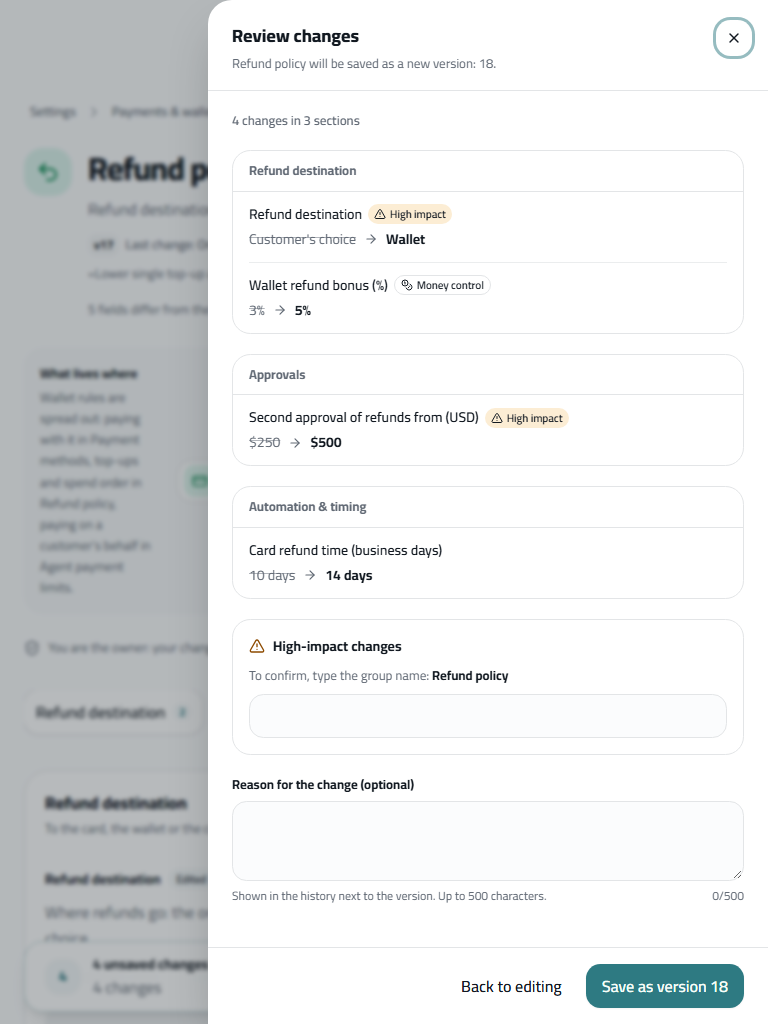 Review changes
Refund policy will be saved as a new version: 18.
4 changes in 3 sections
Refund destination
Refund destination High impact
Customer's choice → Wallet
Wallet refund bonus (%) Money control
3% → 5%
Approvals
Second approval of refunds from (USD) High impact
$250 → $500
Automation & timing
Card refund time (business days)
10 days → 14 days
High-impact changes
To confirm, type the group name: Refund policy
Reason for the change (optional)
Shown in the history next to the version. Up to 500 characters. 0/500
Back to editing Save as version 18
Settings > Payments &
Refund
Refund destination
v17 Last change:
Lower single top-up
5 fields differ from the
What lives where
Wallet rules are
spread out: paying
with it in Payment
methods, top-ups
and spend order in
Refund policy,
paying on a
customer's behalf in
Agent payment
limits.
You are the owner: your
Refund destination >
Refund destination
To the card, the wallet or the
Refund destination Edited
Where refunds go: the
choice
4 4 unsaved changes
4 changes